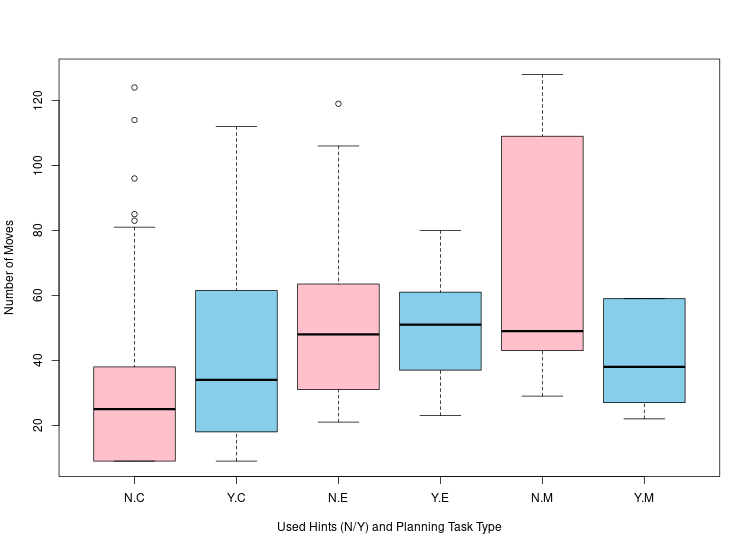 120
100
80
60
40
20
Number of Moves
N.C Y.C N.E Y.E N.M Y.M
Used Hints (N/Y) and Planning Task Type